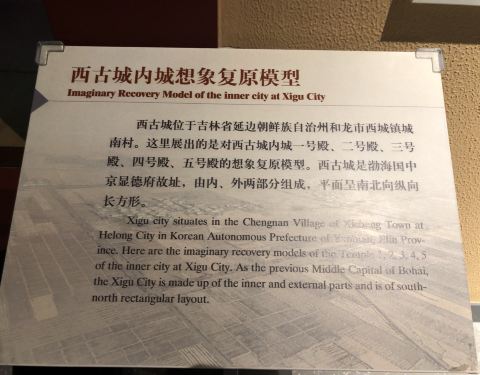 西古城内城想象复原模型
Imaginary Recovery Model of the inner city at Xigu City
西古城位于吉林省延边朝鲜族自治州和龙市西城镇城
南村。这里展出的是对西古城内城一号殿、二号殿、三号
殿、四号殿、五号殿的想象复原模型。西古城是渤海国中
京显德府故址，由内、外两部分组成，平面呈南北向纵向
长方形。
Xigu city situates in the Chengnan Village of Xicheng Town at
Helong City in Korean Autonomous Prefecture of Yanbian, Jilin Prov-
ince. Here are the imaginary recovery models of the Temple 1, 2, 3, 4, 5
of the inner city at Xigu City. As the previous Middle Capital of Bohai,
the Xigu City is made up of the inner and external parts and is of south-
north rectangular layout.